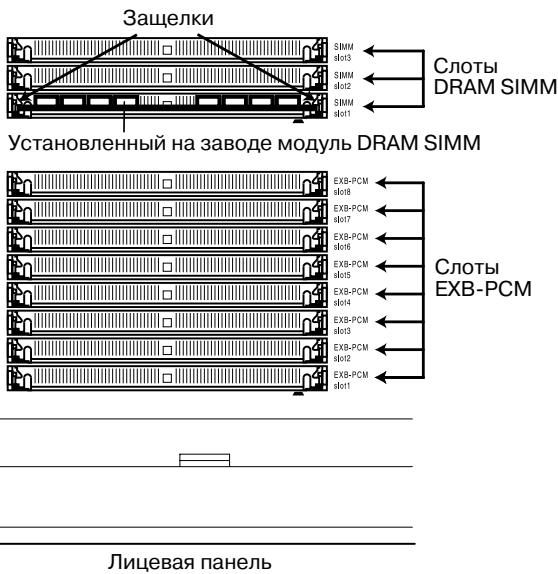 Защелки
SIMM
slot3
SIMM
slot2
SIMM
slot1
Слоты
DRAM SIMM
Установленный на заводе модуль DRAM SIMM
EXB-PCM
slot8
EXB-PCM
slot7
EXB-PCM
slot6
EXB-PCM
slot5
EXB-PCM
slot4
EXB-PCM
slot3
EXB-PCM
slot2
EXB-PCM
slot1
Слоты
EXB-PCM
Лицевая панель